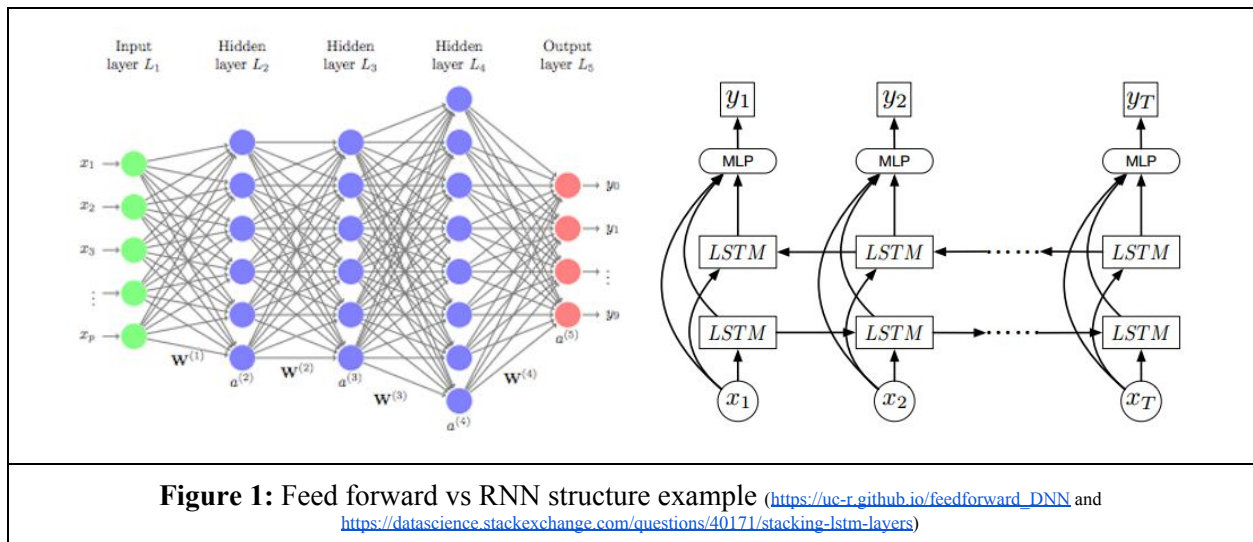 Input
layer L₁
Hidden
layer L₂
Hidden
layer L₃
Hidden
layer L₄
Output
layer L₅
x₁
x₂
x₃
⋮
xₚ
W⁽¹⁾
a⁽²⁾
W⁽²⁾
a⁽³⁾
W⁽³⁾
a⁽⁴⁾
W⁽⁴⁾
a⁽⁵⁾
y₀
y₁
⋮
y₉
y₁ y₂ y_T
MLP MLP MLP
LSTM LSTM ...... LSTM
LSTM LSTM ...... LSTM
x₁ x₂ x_T
Figure 1: Feed forward vs RNN structure example (https://uc-r.github.io/feedforward_DNN and
https://datascience.stackexchange.com/questions/40171/stacking-lstm-layers)